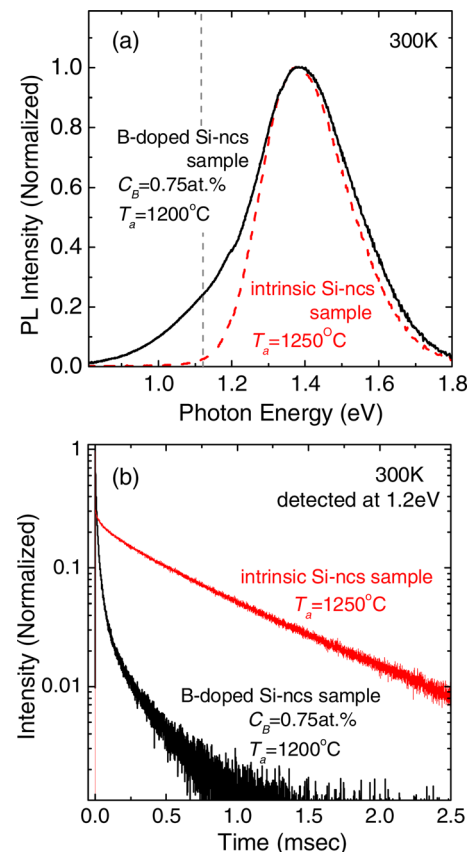 (a)
300K
1.0
0.8
0.6
0.4
0.2
0.0
PL Intensity (Normalized)
B-doped Si-ncs
sample
C_B=0.75at.%
T_a=1200°C
intrinsic Si-ncs
sample
T_a=1250°C
1.0 1.2 1.4 1.6 1.8
Photon Energy (eV)
(b)
300K
detected at 1.2eV
1
0.1
0.01
Intensity (Normalized)
intrinsic Si-ncs sample
T_a=1250°C
B-doped Si-ncs sample
C_B=0.75at.%
T_a=1200°C
0.0 0.5 1.0 1.5 2.0 2.5
Time (msec)